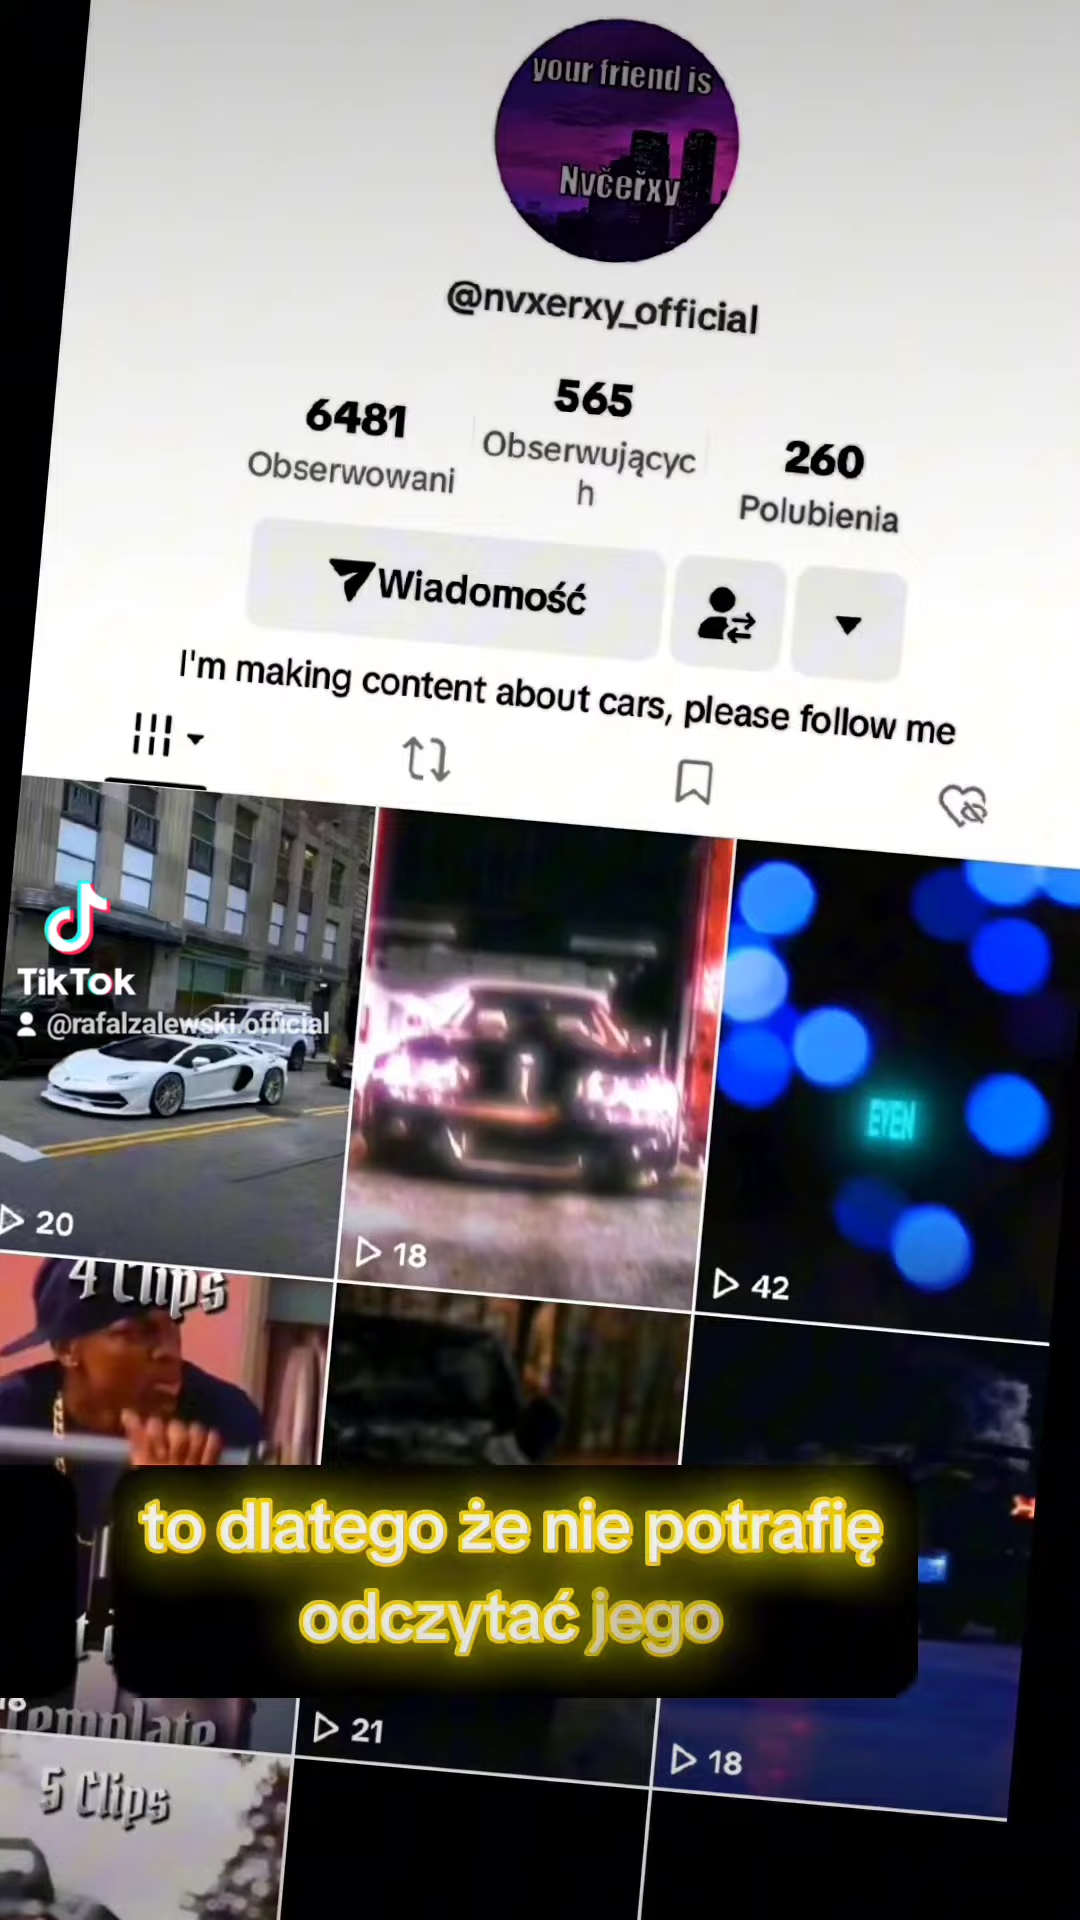 your friend is
Nvčeřxy
@nvxerxy_official
6481
Obserwowani
565
Obserwującyc
h
260
Polubienia
Wiadomość
I'm making content about cars, please follow me
TikTok
@rafalzalewski.official
20
18
EYEN
42
4 Clips
to dlatego że nie potrafię
odczytać jego
Template
21
18
5 Clips